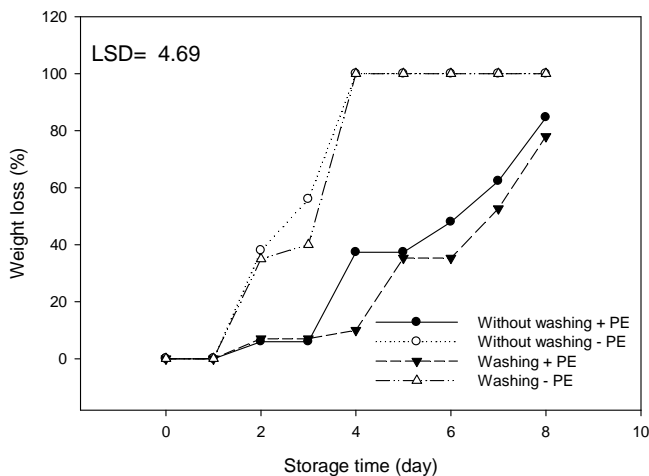 120
LSD= 4.69
100
80
60
40
20
0
Weight loss (%)
Without washing + PE
Without washing - PE
Washing + PE
Washing - PE
0 2 4 6 8 10
Storage time (day)